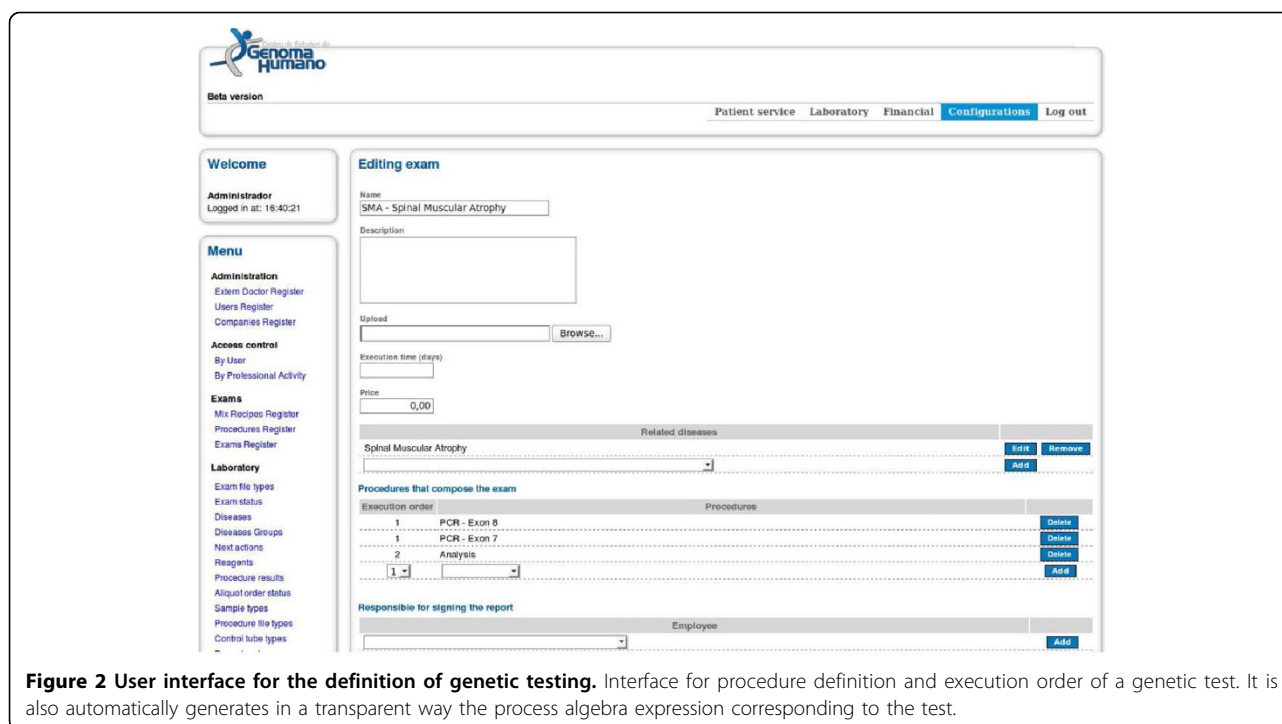 Centro de Estudos do
Genoma
Humano
Beta version
Patient service Laboratory Financial Configurations Log out
Welcome
Administrador
Logged in at: 16:40:21
Menu
Administration
Extern Doctor Register
Users Register
Companies Register
Access control
By User
By Professional Activity
Exams
Mix Recipes Register
Procedures Register
Exams Register
Laboratory
Exam file types
Exam status
Diseases
Diseases Groups
Next actions
Reagents
Procedure results
Aliquot order status
Sample types
Procedure file types
Control tube types
Editing exam
Name
SMA - Spinal Muscular Atrophy
Description
Upload
Browse...
Execution time (days)
Price
0,00
Related diseases
Spinal Muscular Atrophy Edit Remove
Add
Procedures that compose the exam
Execution order Procedures
1 PCR - Exon 8 Delete
1 PCR - Exon 7 Delete
2 Analysis Delete
1 Add
Responsible for signing the report
Employee
Add
Figure 2 User interface for the definition of genetic testing. Interface for procedure definition and execution order of a genetic test. It is
also automatically generates in a transparent way the process algebra expression corresponding to the test.